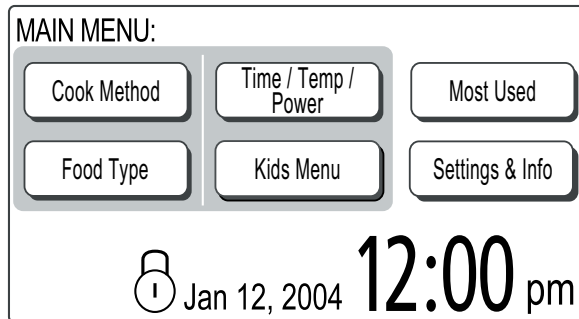 MAIN MENU:
Cook Method
Time / Temp /
Power
Most Used
Food Type
Kids Menu
Settings & Info
Jan 12, 2004 12:00 pm